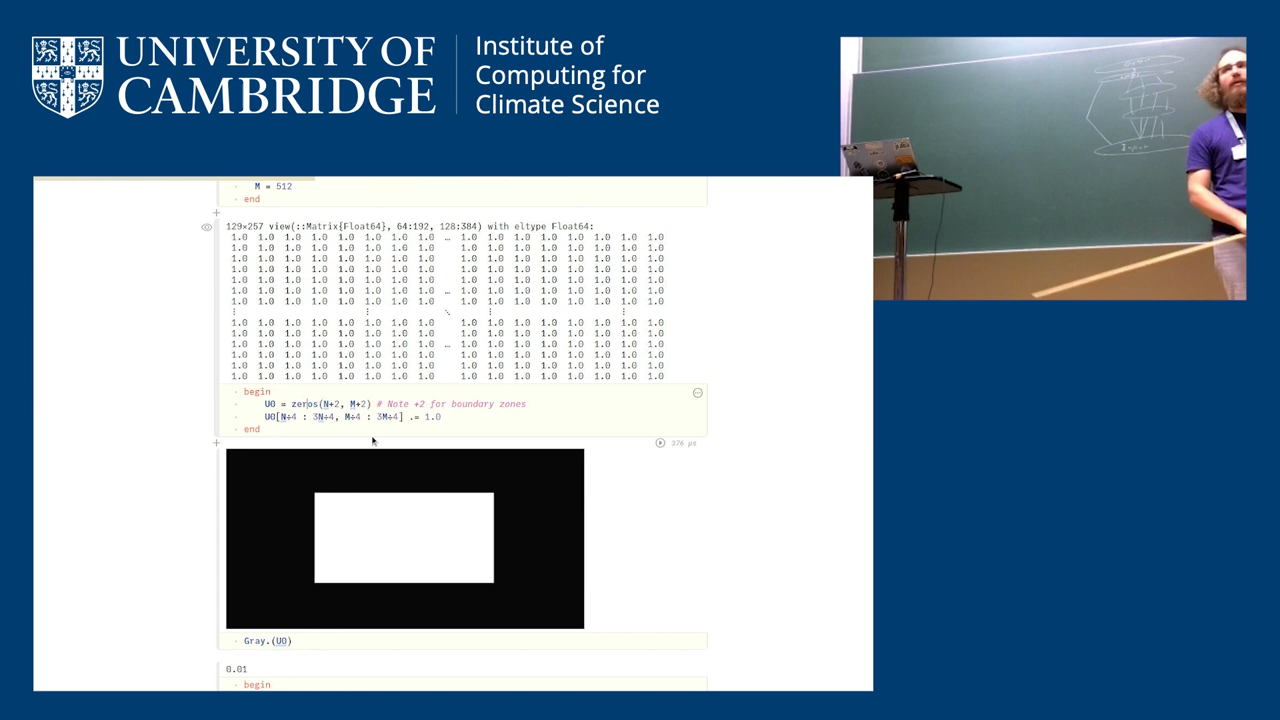 UNIVERSITY OF
CAMBRIDGE
Institute of
Computing for
Climate Science
M = 512
end
129×257 view(::Matrix{Float64}, 64:192, 128:384) with eltype Float64:
1.0 1.0 1.0 1.0 1.0 1.0 1.0 1.0 … 1.0 1.0 1.0 1.0 1.0 1.0 1.0 1.0
1.0 1.0 1.0 1.0 1.0 1.0 1.0 1.0 1.0 1.0 1.0 1.0 1.0 1.0 1.0 1.0
1.0 1.0 1.0 1.0 1.0 1.0 1.0 1.0 1.0 1.0 1.0 1.0 1.0 1.0 1.0 1.0
1.0 1.0 1.0 1.0 1.0 1.0 1.0 1.0 1.0 1.0 1.0 1.0 1.0 1.0 1.0 1.0
1.0 1.0 1.0 1.0 1.0 1.0 1.0 1.0 1.0 1.0 1.0 1.0 1.0 1.0 1.0 1.0
1.0 1.0 1.0 1.0 1.0 1.0 1.0 1.0 … 1.0 1.0 1.0 1.0 1.0 1.0 1.0 1.0
1.0 1.0 1.0 1.0 1.0 1.0 1.0 1.0 1.0 1.0 1.0 1.0 1.0 1.0 1.0 1.0
⋮ ⋮ ⋱ ⋮ ⋮
1.0 1.0 1.0 1.0 1.0 1.0 1.0 1.0 1.0 1.0 1.0 1.0 1.0 1.0 1.0 1.0
1.0 1.0 1.0 1.0 1.0 1.0 1.0 1.0 1.0 1.0 1.0 1.0 1.0 1.0 1.0 1.0
1.0 1.0 1.0 1.0 1.0 1.0 1.0 1.0 … 1.0 1.0 1.0 1.0 1.0 1.0 1.0 1.0
1.0 1.0 1.0 1.0 1.0 1.0 1.0 1.0 1.0 1.0 1.0 1.0 1.0 1.0 1.0 1.0
1.0 1.0 1.0 1.0 1.0 1.0 1.0 1.0 1.0 1.0 1.0 1.0 1.0 1.0 1.0 1.0
1.0 1.0 1.0 1.0 1.0 1.0 1.0 1.0 1.0 1.0 1.0 1.0 1.0 1.0 1.0 1.0
begin
U0 = zeros(N+2, M+2) # Note +2 for boundary zones
U0[N÷4 : 3N÷4, M÷4 : 3M÷4] .= 1.0
end
376 μs
Gray.(U0)
0.01
begin